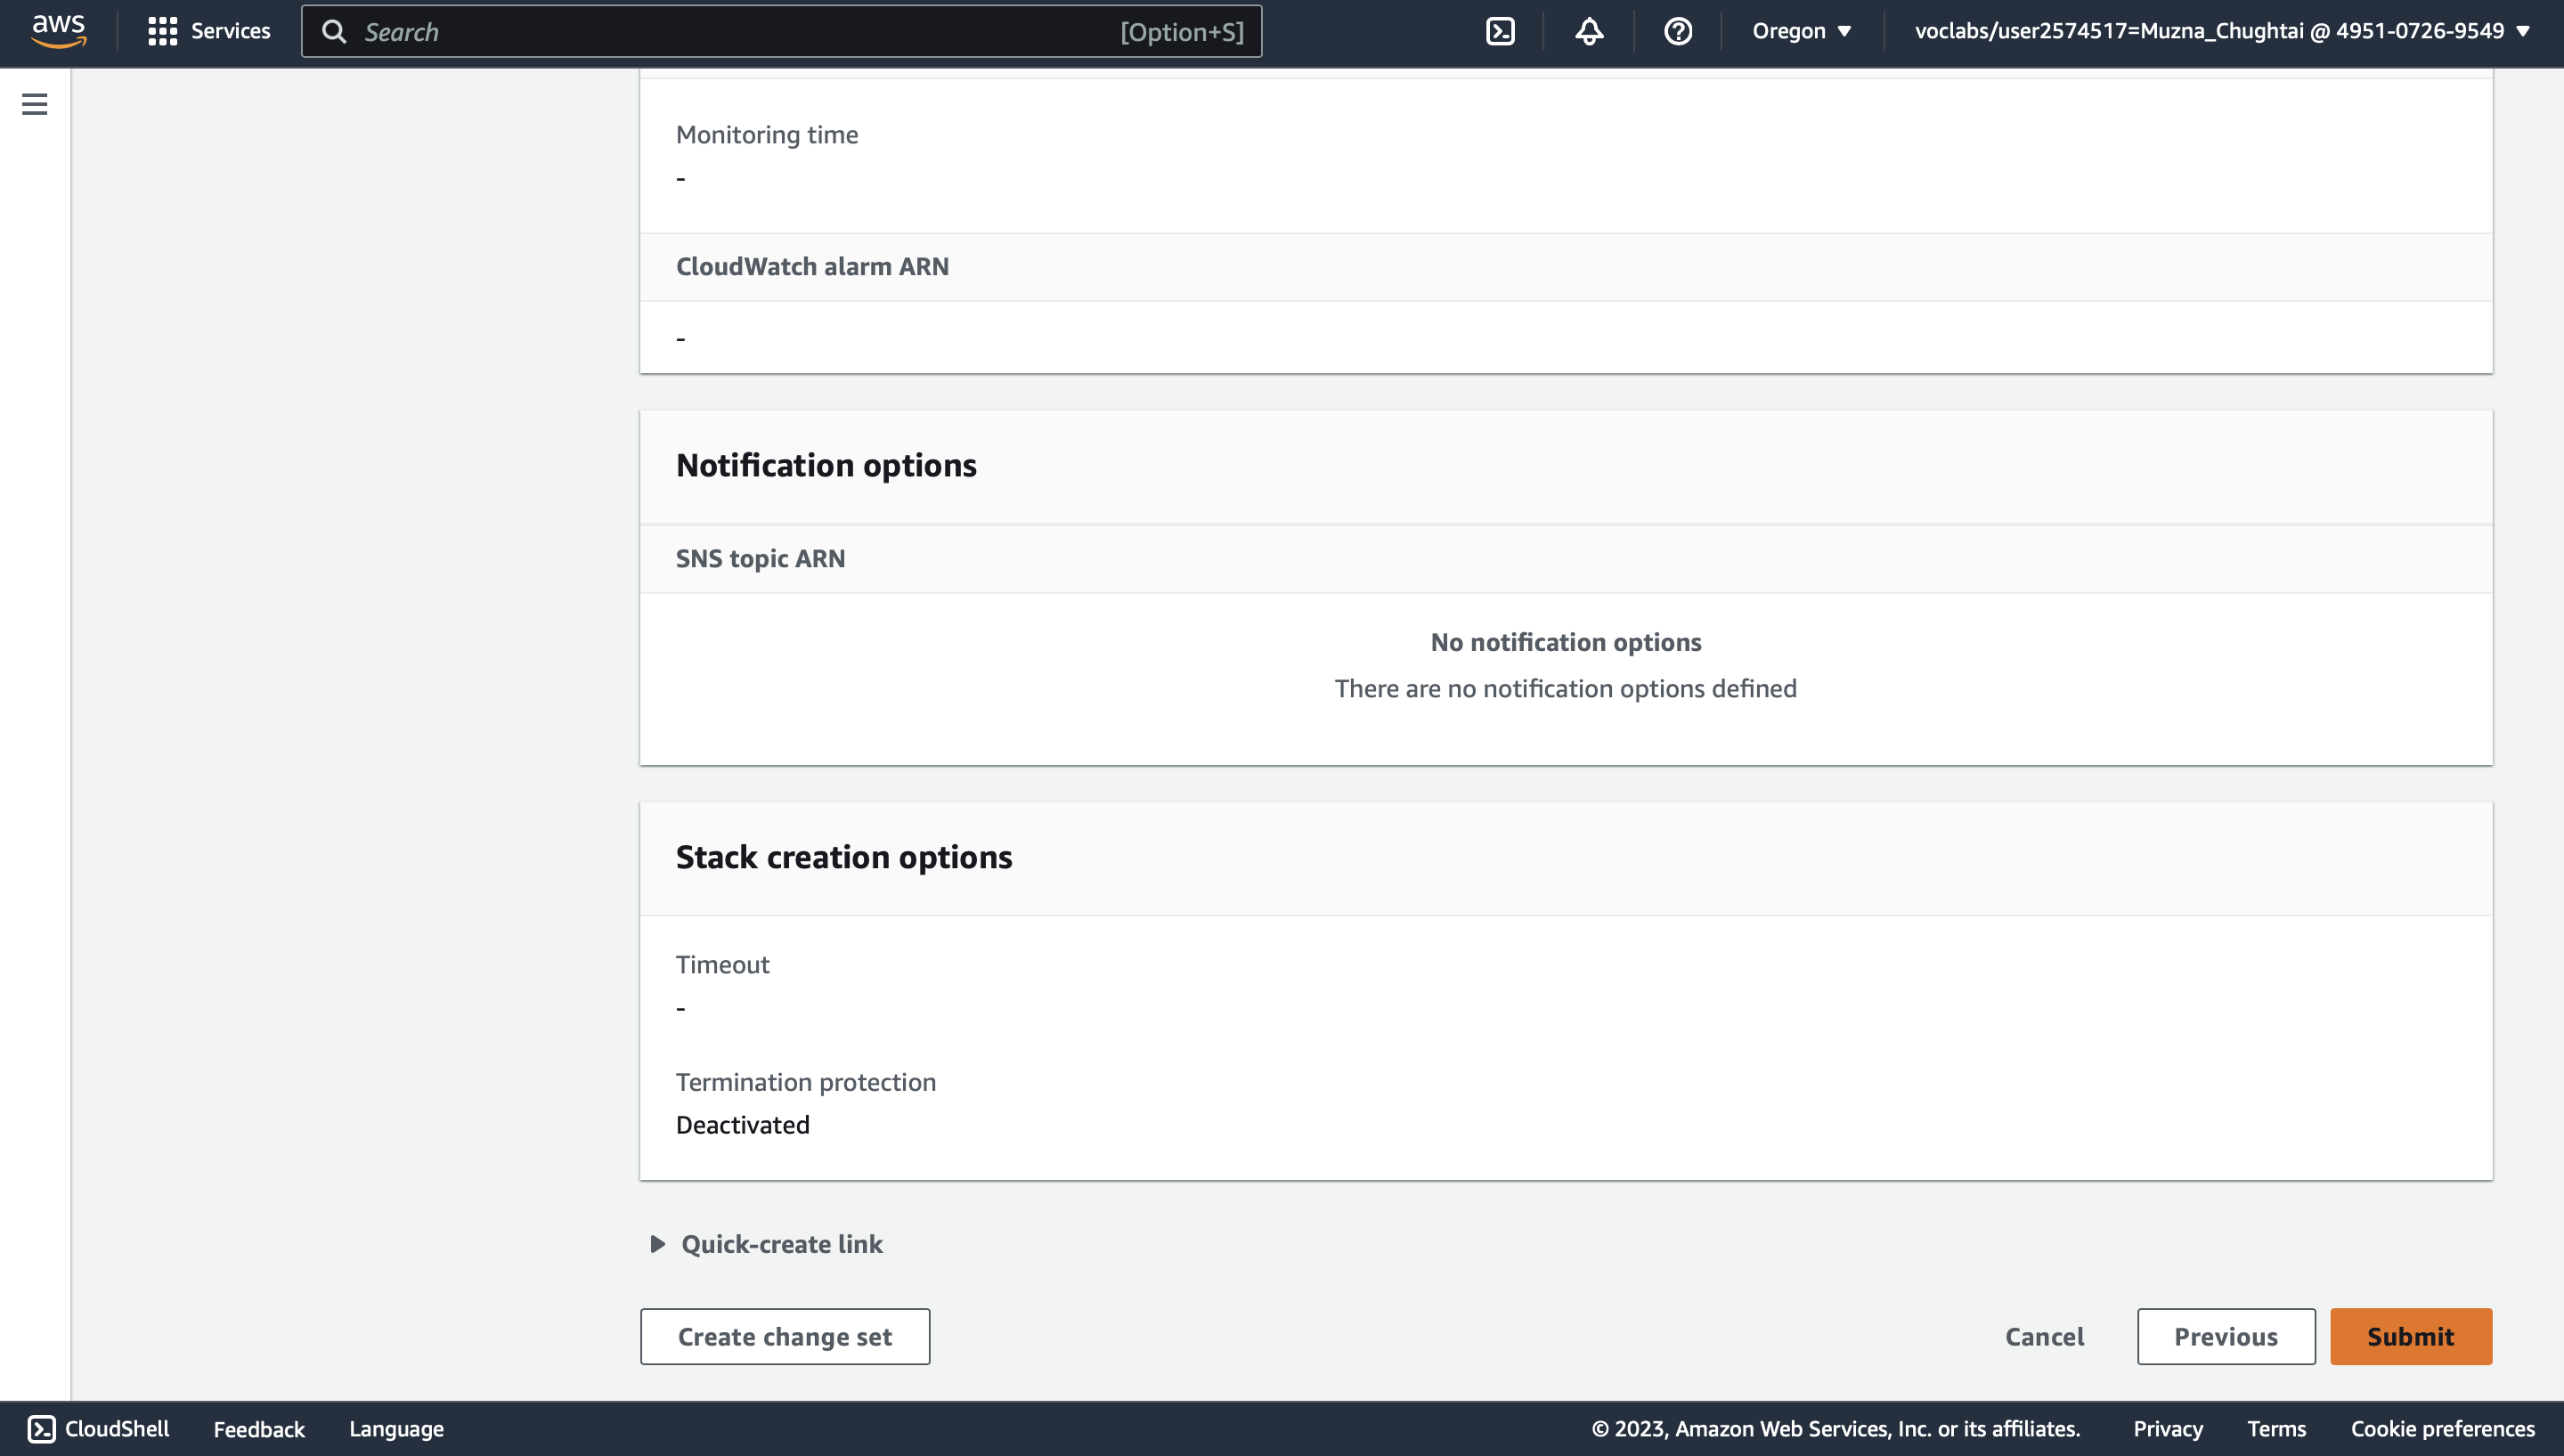 aws
Services
Search
[Option+S]
Oregon
voclabs/user2574517=Muzna_Chughtai @ 4951-0726-9549
Monitoring time
-
CloudWatch alarm ARN
-
Notification options
SNS topic ARN
No notification options
There are no notification options defined
Stack creation options
Timeout
-
Termination protection
Deactivated
Quick-create link
Create change set
Cancel
Previous
Submit
CloudShell
Feedback
Language
© 2023, Amazon Web Services, Inc. or its affiliates.
Privacy
Terms
Cookie preferences